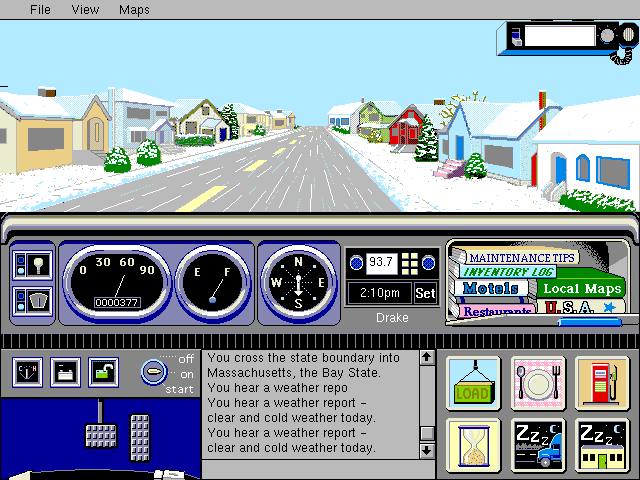 File View Maps
0 30 60 90
0000377
E F
N
W E
S
93.7
2:10pm Set
Drake
MAINTENANCE TIPS
INVENTORY LOG
Motels
Local Maps
Restaurants
U.S.A.
C H
off
on
start
You cross the state boundary into
Massachusetts, the Bay State.
You hear a weather repo
You hear a weather report -
clear and cold weather today.
You hear a weather report -
clear and cold weather today.
LOAD
ZZZ
ZZZ